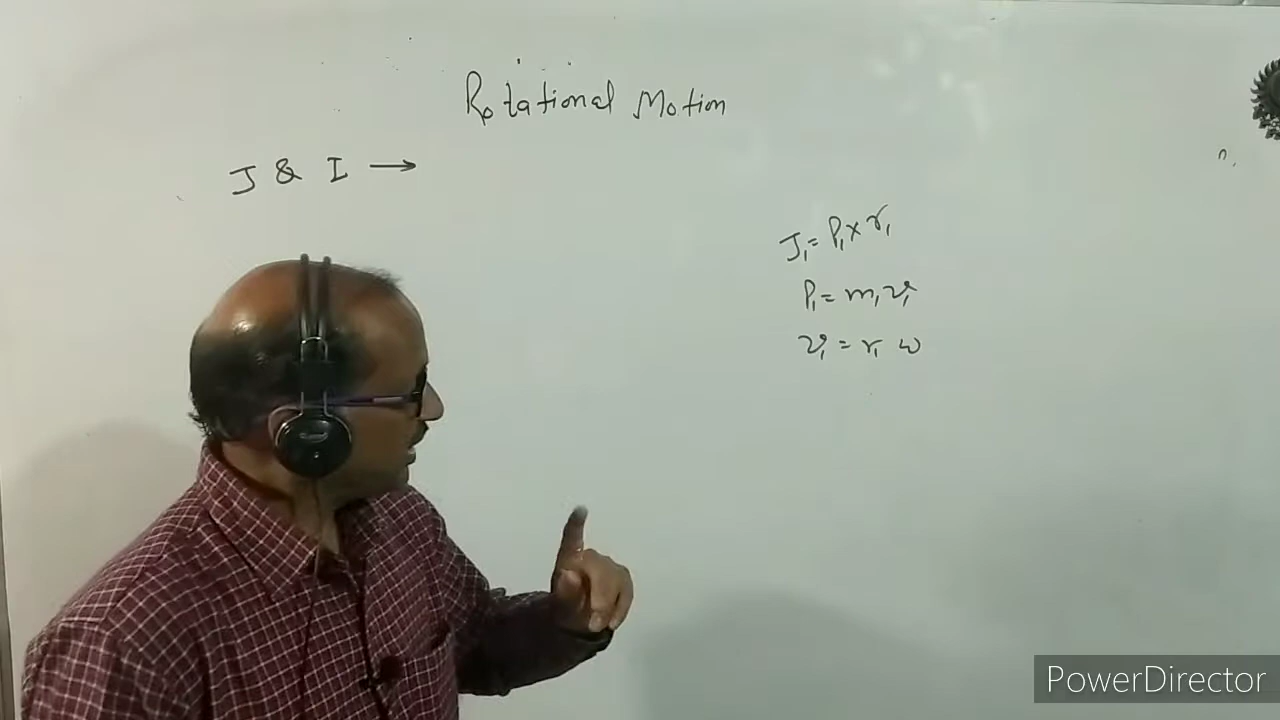 Rotational Motion
J & I →
J₁ = P₁ × r₁
P₁ = m₁v₁
v₁ = r₁ ω
PowerDirector